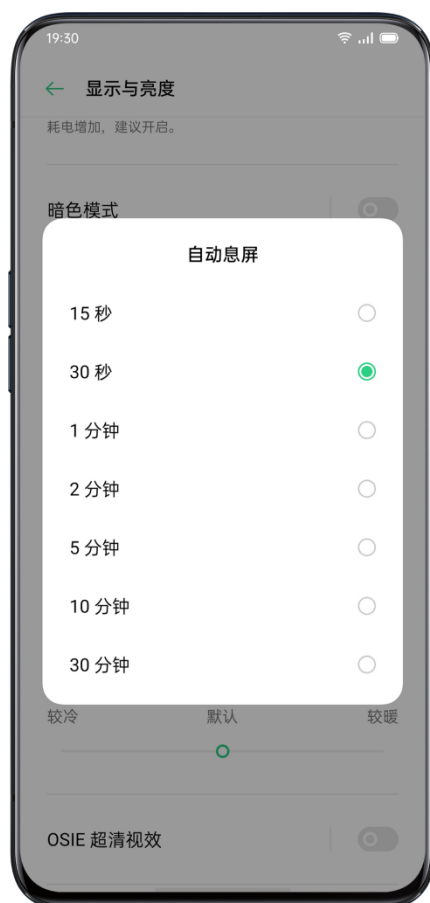 19:30
显示与亮度
耗电增加，建议开启。
暗色模式
自动息屏
15 秒
30 秒
1 分钟
2 分钟
5 分钟
10 分钟
30 分钟
较冷 默认 较暖
OSIE 超清视效